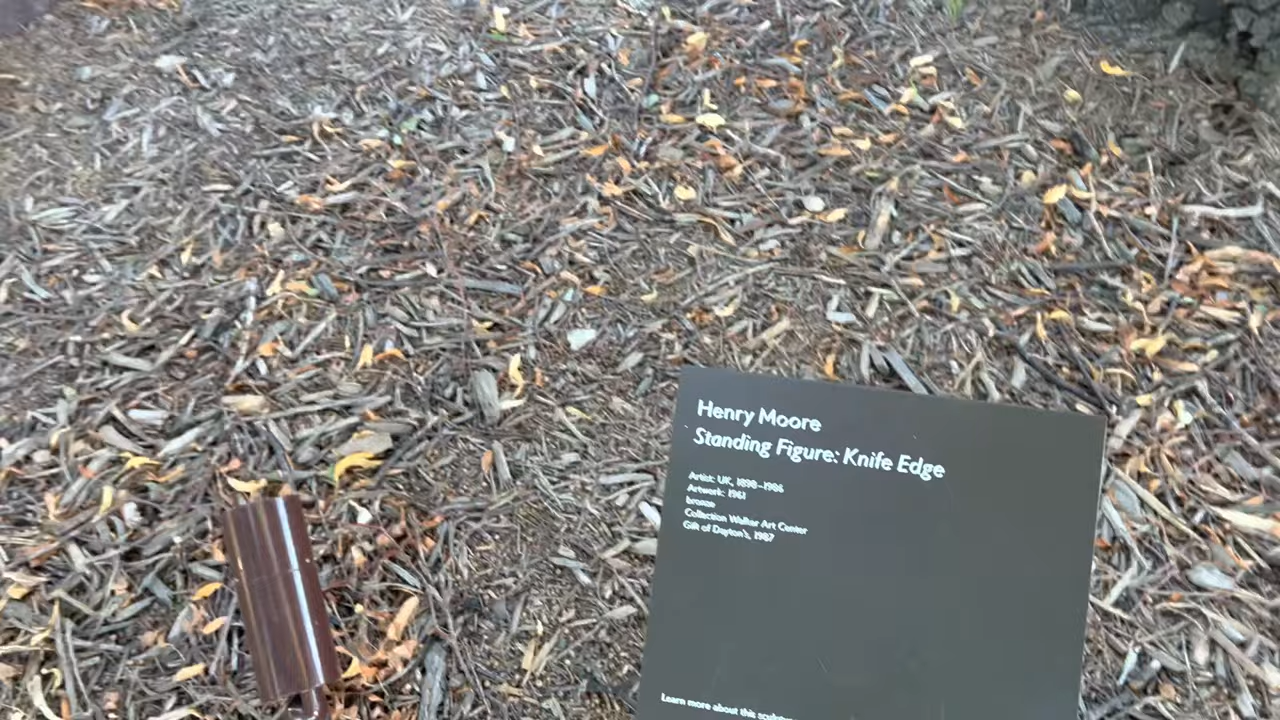 Henry Moore
Standing Figure: Knife Edge
Artist: UK, 1898–1986
Artwork: 1961
bronze
Collection Walker Art Center
Gift of Dayton's, 1987
Learn more about this sculpture